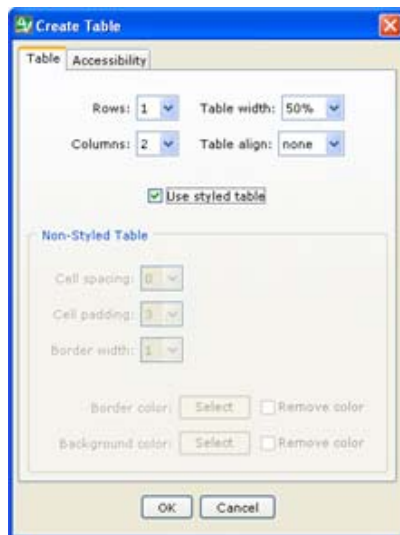 Create Table
Table Accessibility
Rows: 1 Table width: 50%
Columns: 2 Table align: none
Use styled table
Non-Styled Table
Cell spacing: 0
Cell padding: 3
Border width: 1
Border color: Select Remove color
Background color: Select Remove color
OK Cancel